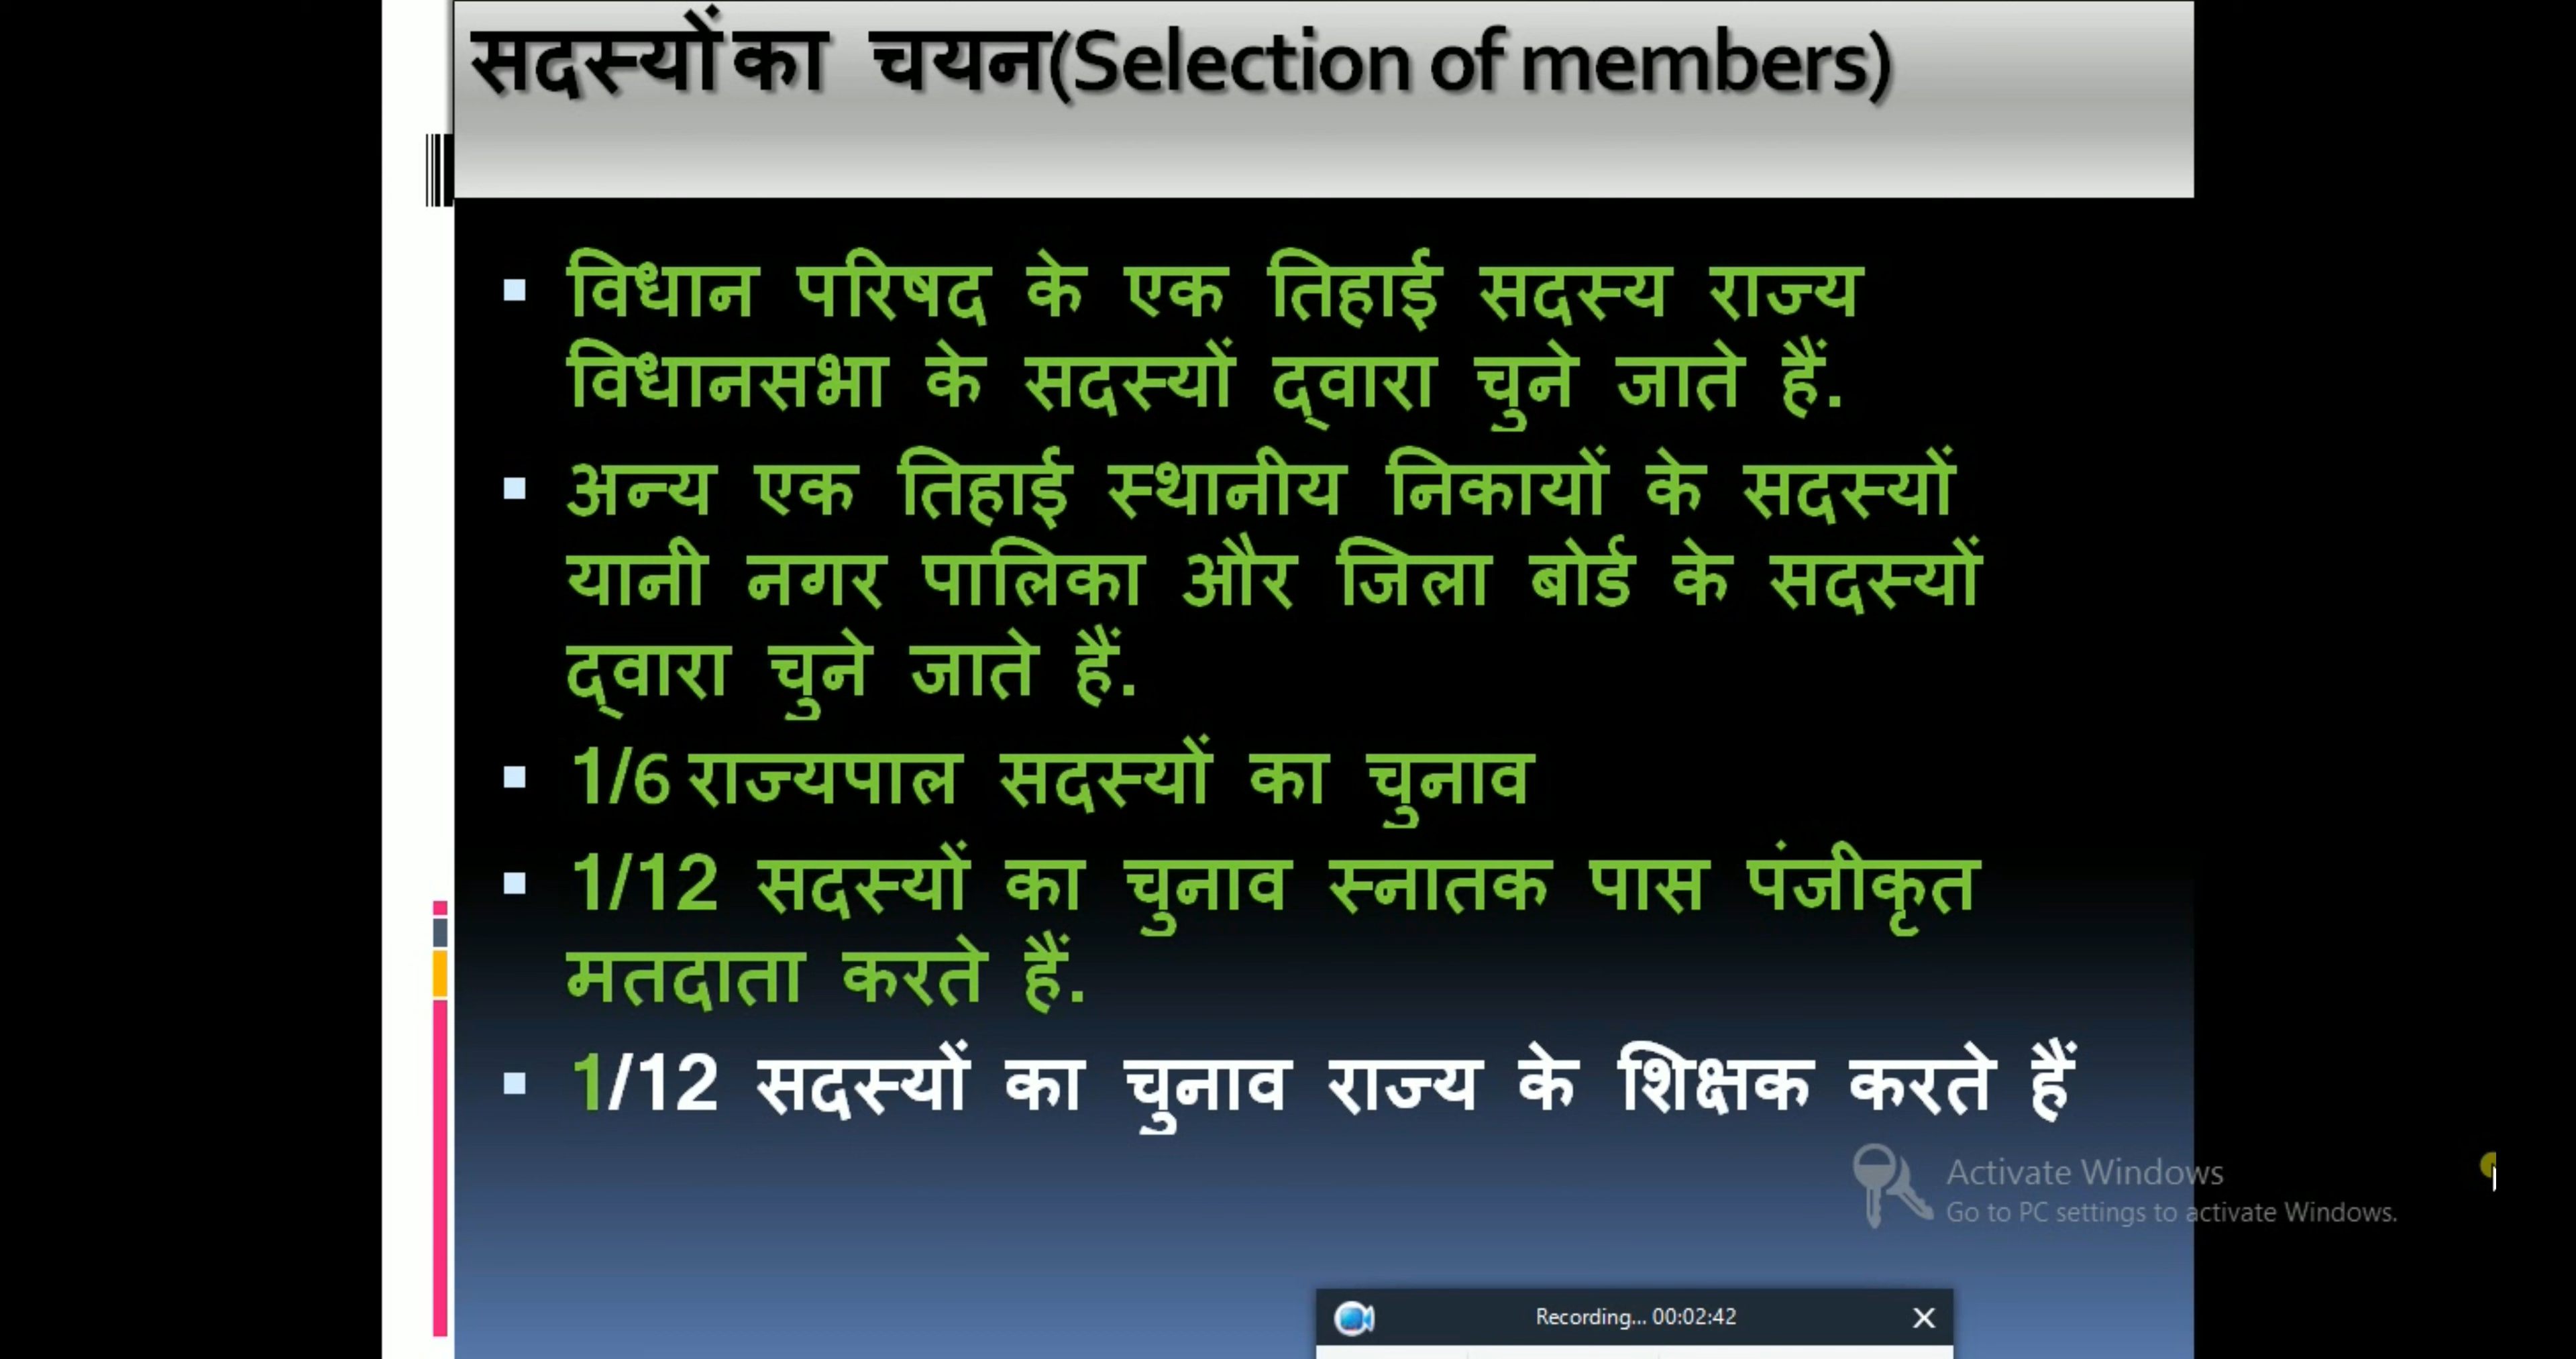 सदस्यों का चयन(Selection of members)
विधान परिषद के एक तिहाई सदस्य राज्य
विधानसभा के सदस्यों द्वारा चुने जाते हैं.
अन्य एक तिहाई स्थानीय निकायों के सदस्यों
यानी नगर पालिका और जिला बोर्ड के सदस्यों
द्वारा चुने जाते हैं.
1/6 राज्यपाल सदस्यों का चुनाव
1/12 सदस्यों का चुनाव स्नातक पास पंजीकृत
मतदाता करते हैं.
1/12 सदस्यों का चुनाव राज्य के शिक्षक करते हैं
Activate Windows
Go to PC settings to activate Windows.
Recording... 00:02:42